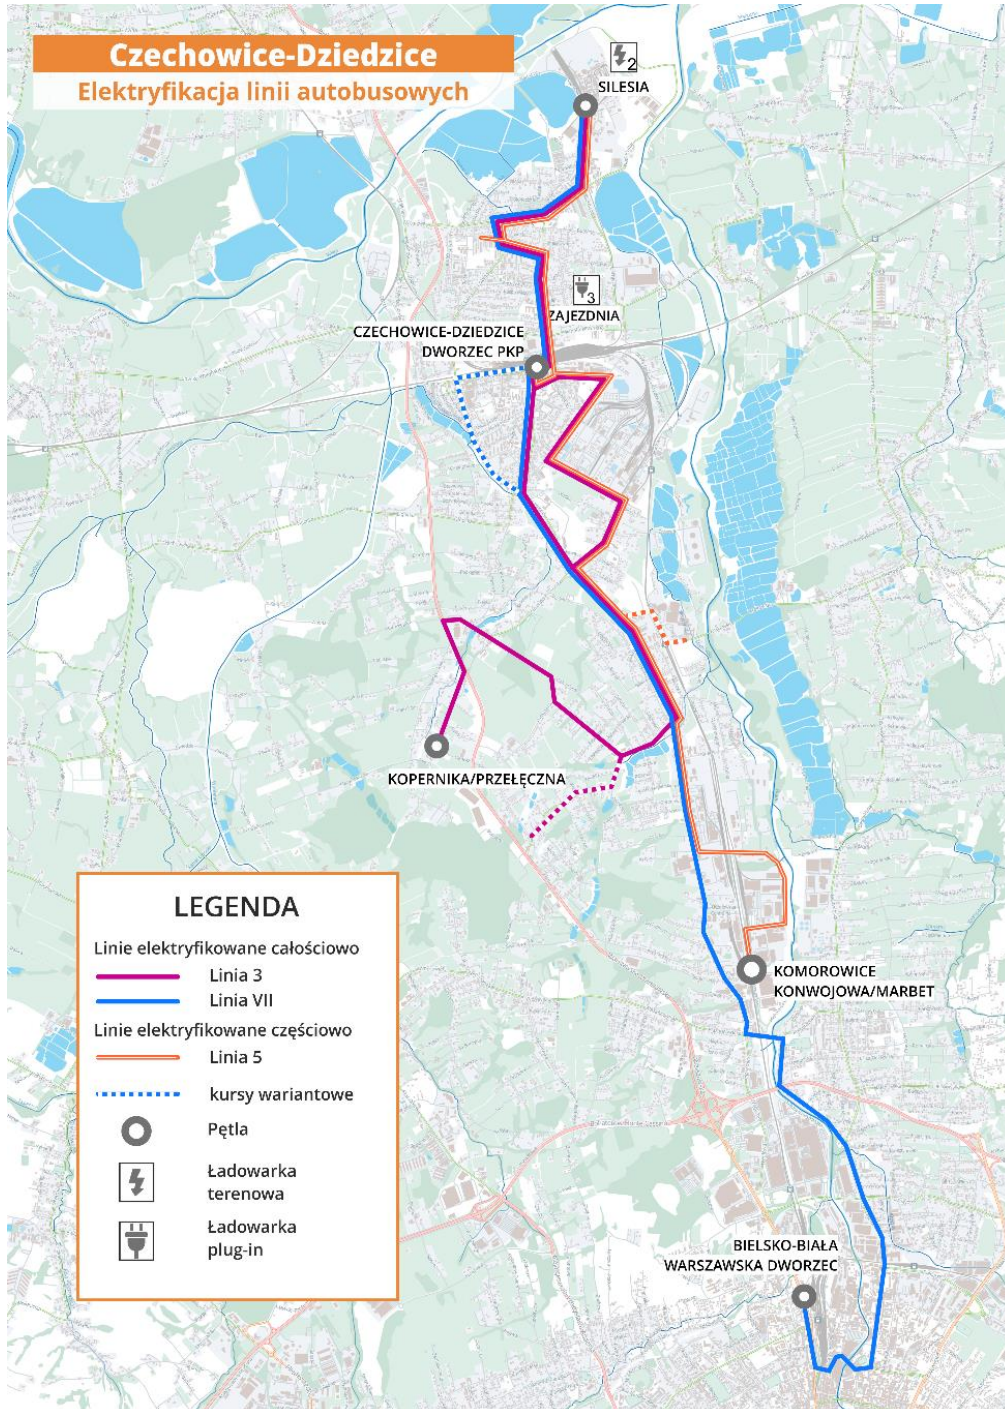 Czechowice-Dziedzice
Elektryfikacja linii autobusowych
2
SILESIA
3
ZAJEZDNIA
CZECHOWICE-DZIEDZICE
DWORZEC PKP
KOPERNIKA/PRZEŁĘCZNA
KOMOROWICE
KONWOJOWA/MARBET
BIELSKO-BIAŁA
WARSZAWSKA DWORZEC
LEGENDA
Linie elektryfikowane całościowo
Linia 3
Linia VII
Linie elektryfikowane częściowo
Linia 5
kursy wariantowe
Pętla
Ładowarka
terenowa
Ładowarka
plug-in